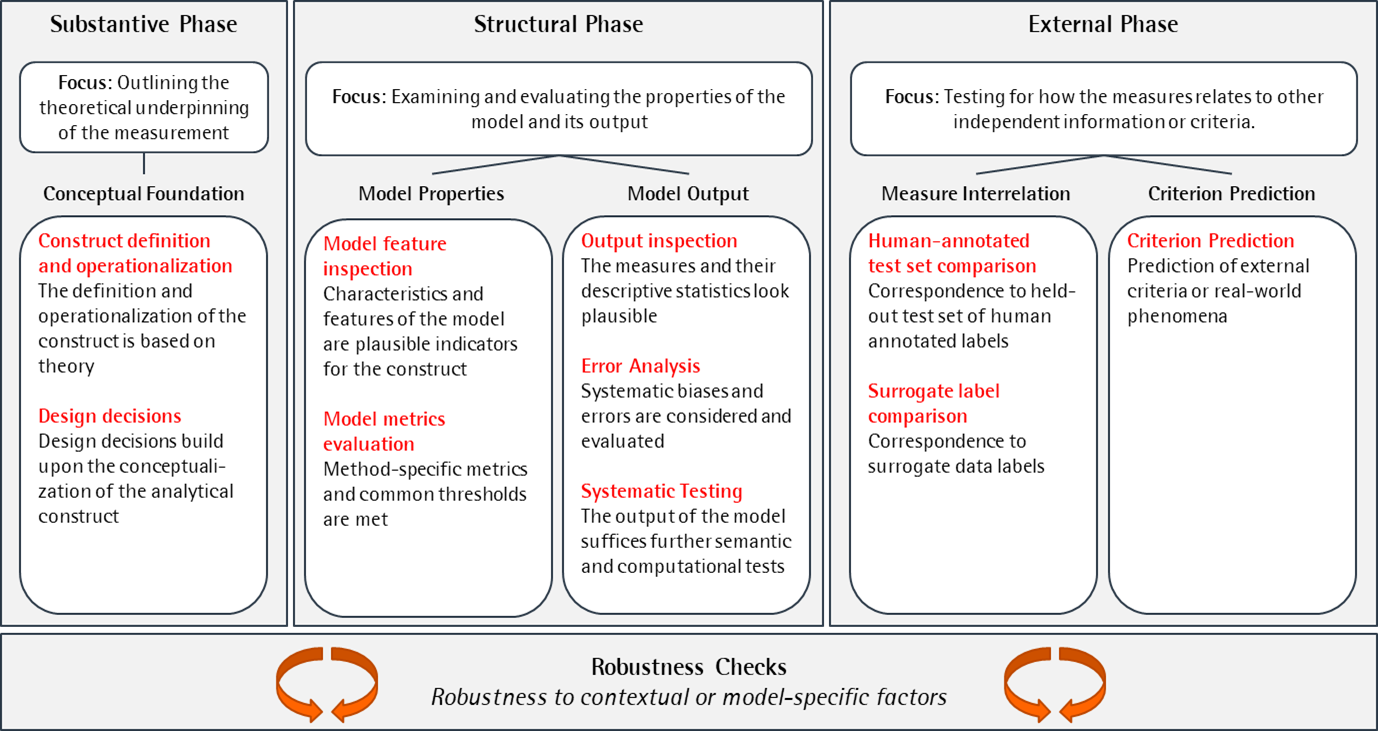 Substantive Phase
Focus: Outlining the
theoretical underpinning
of the measurement
Conceptual Foundation
Construct definition
and operationalization
The definition and
operationalization of the
construct is based on
theory
Design decisions
Design decisions build
upon the conceptuali-
zation of the analytical
construct
Structural Phase
Focus: Examining and evaluating the properties of the
model and its output
Model Properties
Model feature
inspection
Characteristics and
features of the model
are plausible indicators
for the construct
Model metrics
evaluation
Method-specific metrics
and common thresholds
are met
Model Output
Output inspection
The measures and their
descriptive statistics look
plausible
Error Analysis
Systematic biases and
errors are considered and
evaluated
Systematic Testing
The output of the model
suffices further semantic
and computational tests
External Phase
Focus: Testing for how the measures relates to other
independent information or criteria.
Measure Interrelation
Human-annotated
test set comparison
Correspondence to held-
out test set of human
annotated labels
Surrogate label
comparison
Correspondence to
surrogate data labels
Criterion Prediction
Criterion Prediction
Prediction of external
criteria or real-world
phenomena
Robustness Checks
Robustness to contextual or model-specific factors